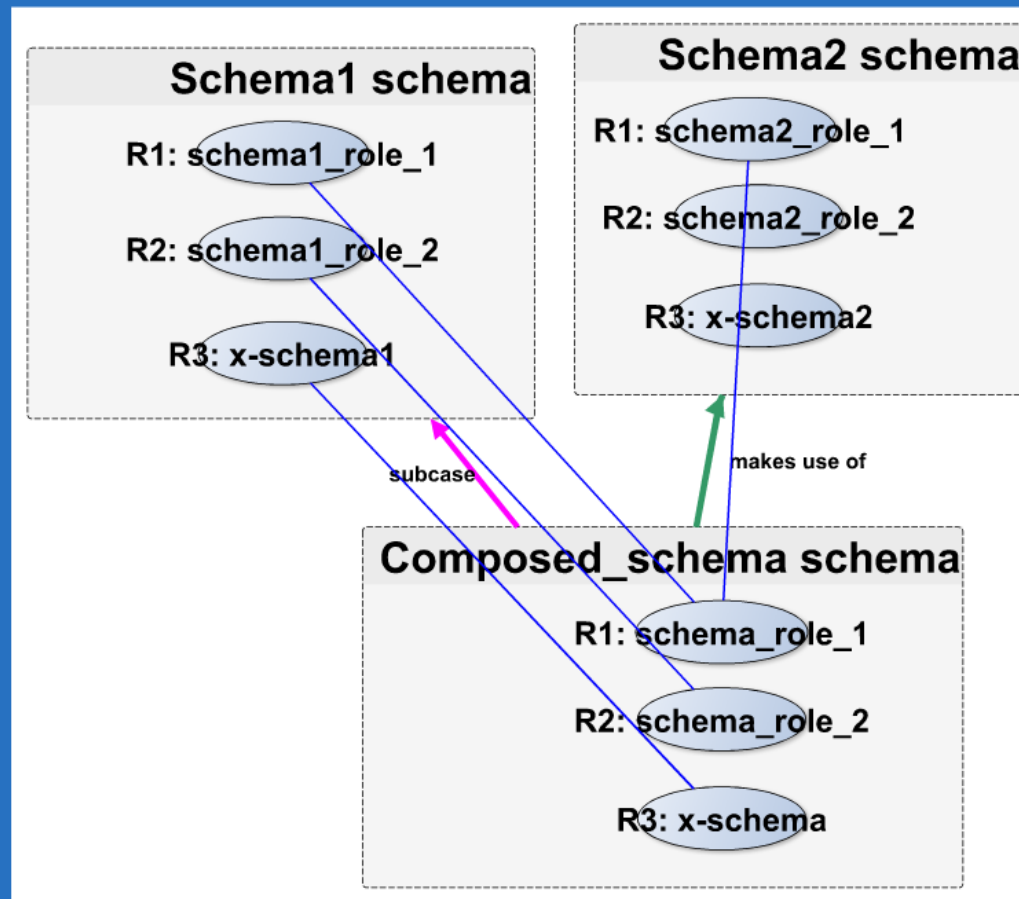 Schema1 schema
R1: schema1_role_1
R2: schema1_role_2
R3: x-schema1
Schema2 schema
R1: schema2_role_1
R2: schema2_role_2
R3: x-schema2
subcase
makes use of
Composed_schema schema
R1: schema_role_1
R2: schema_role_2
R3: x-schema